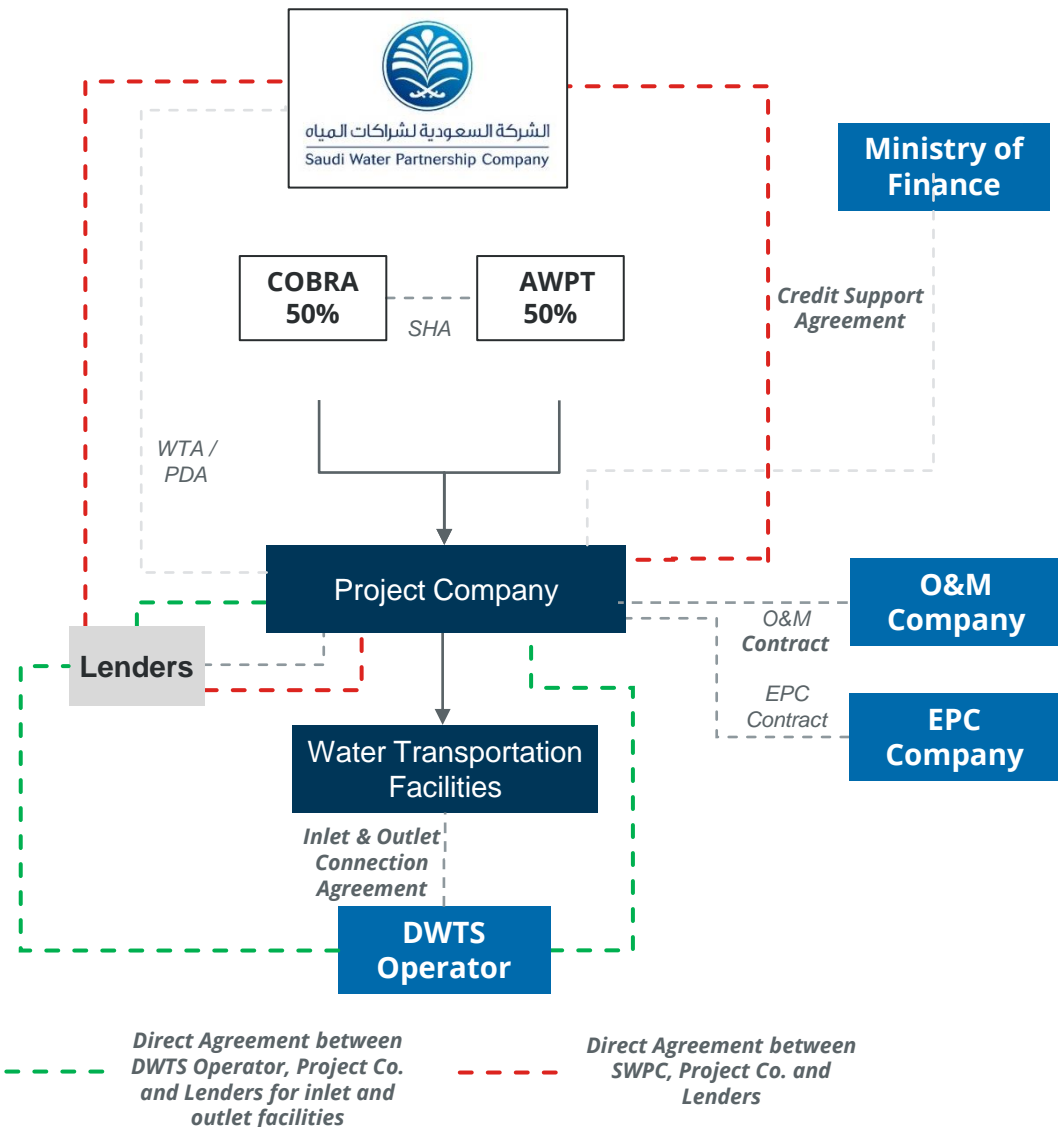 الشركة السعودية لشراكات المياه
Saudi Water Partnership Company
Ministry of
Finance
COBRA
50%
SHA
AWPT
50%
Credit Support
Agreement
WTA /
PDA
Project Company
O&M
Company
O&M
Contract
Lenders
EPC
Contract
EPC
Company
Water Transportation
Facilities
Inlet & Outlet
Connection
Agreement
DWTS
Operator
Direct Agreement between
DWTS Operator, Project Co.
and Lenders for inlet and
outlet facilities
Direct Agreement between
SWPC, Project Co. and
Lenders